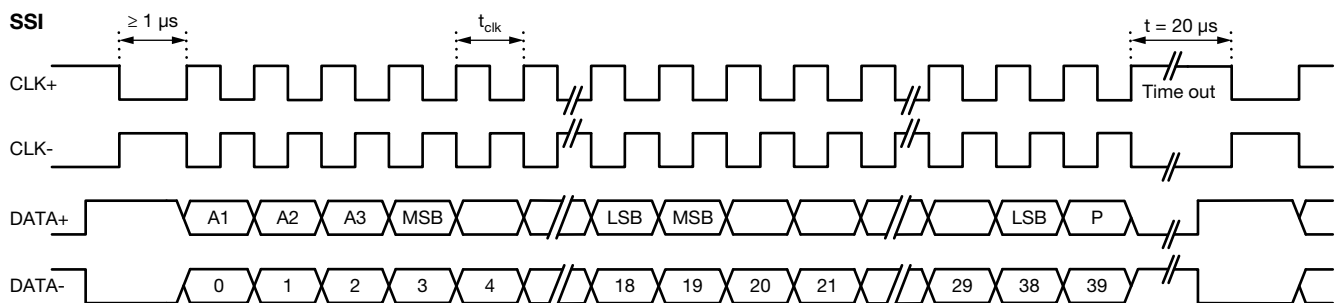 SSI
≥ 1 µs
tclk
t = 20 µs
CLK+
Time out
CLK-
DATA+ A1 A2 A3 MSB LSB MSB LSB P
DATA- 0 1 2 3 4 18 19 20 21 29 38 39